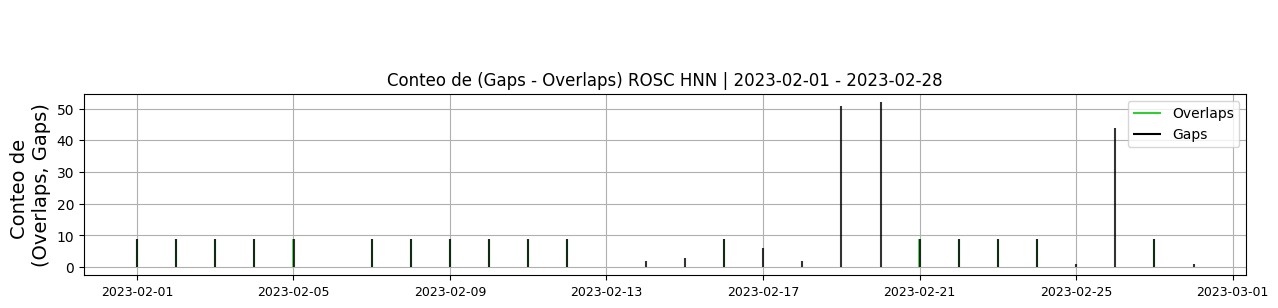 Conteo de (Gaps - Overlaps) ROSC HNN | 2023-02-01 - 2023-02-28
Conteo de
(Overlaps, Gaps)
50
40
30
20
10
0
Overlaps
Gaps
2023-02-01
2023-02-05
2023-02-09
2023-02-13
2023-02-17
2023-02-21
2023-02-25
2023-03-01